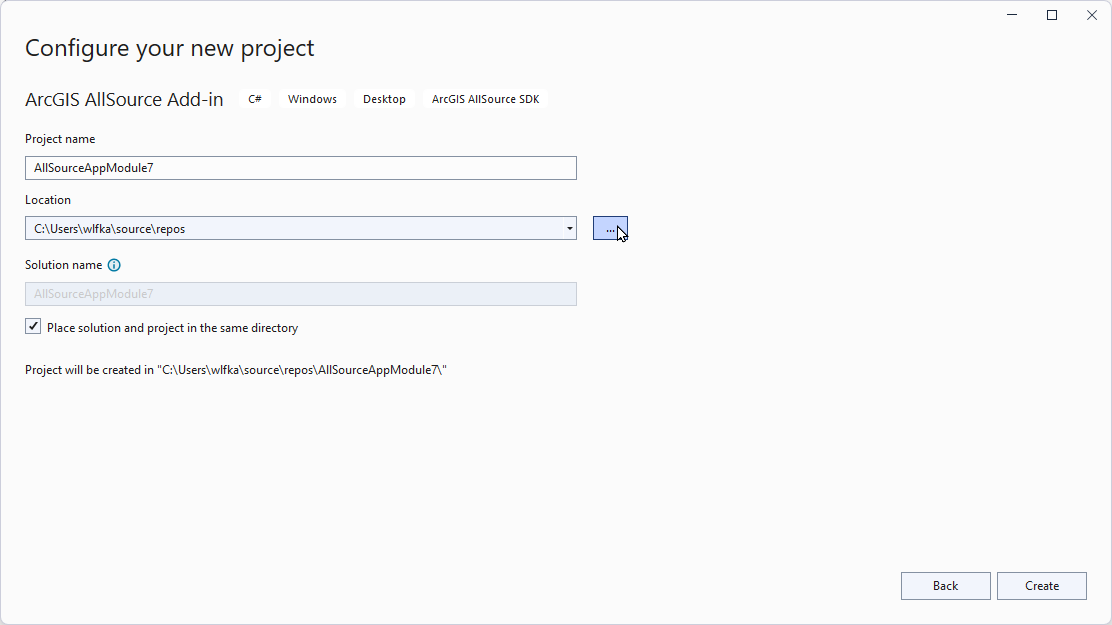 Configure your new project
ArcGIS AllSource Add-in C# Windows Desktop ArcGIS AllSource SDK
Project name
AllSourceAppModule7
Location
C:\Users\wlfka\source\repos ...
Solution name
AllSourceAppModule7
Place solution and project in the same directory
Project will be created in "C:\Users\wlfka\source\repos\AllSourceAppModule7\"
Back Create